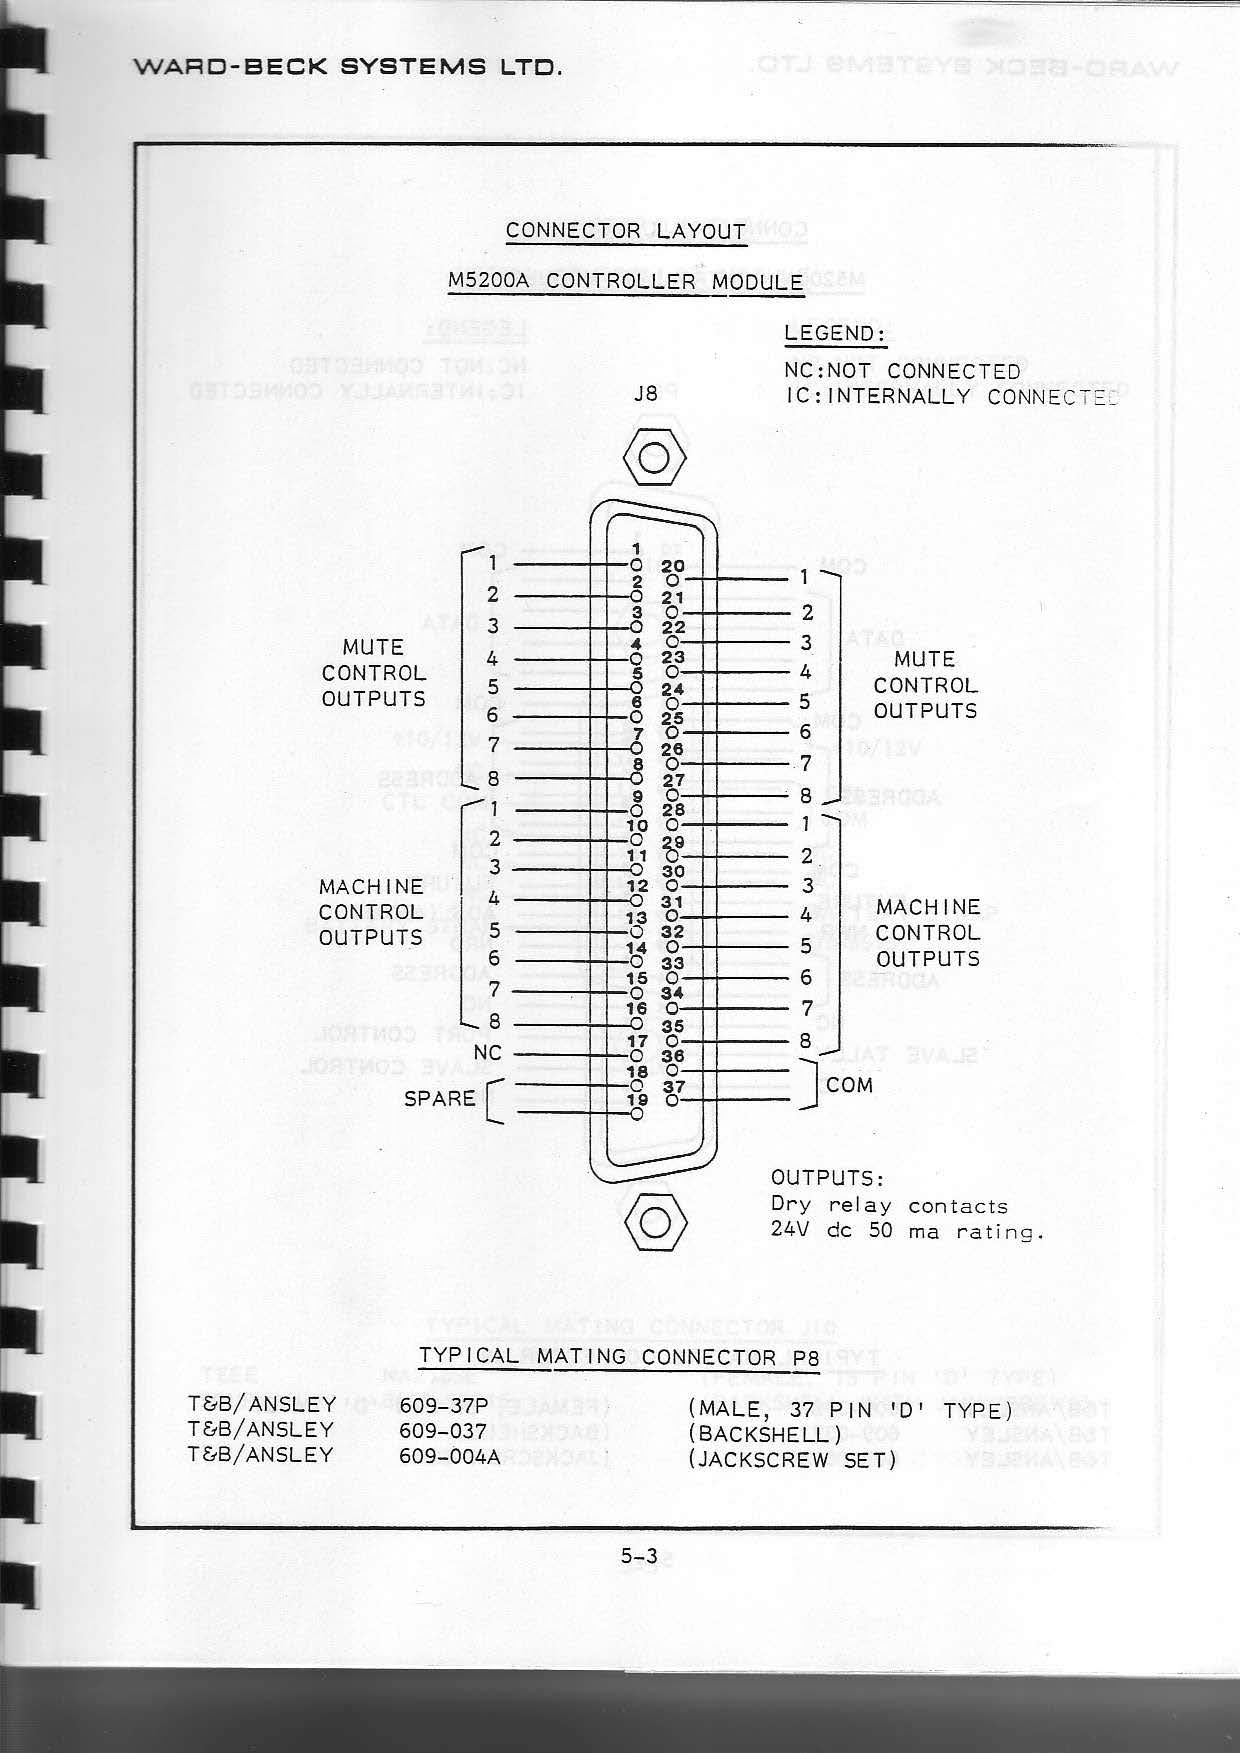 WARD-BECK SYSTEMS LTD.
CONNECTOR LAYOUT
M5200A CONTROLLER MODULE
LEGEND:
NC:NOT CONNECTED
IC:INTERNALLY CONNECTED
J8
MUTE
CONTROL
OUTPUTS
1
2
3
4
5
6
7
8
MACHINE
CONTROL
OUTPUTS
1
2
3
4
5
6
7
8
NC
SPARE
1
2
3
4
5
6
7
8
9
10
11
12
13
14
15
16
17
18
19
20
21
22
23
24
25
26
27
28
29
30
31
32
33
34
35
36
37
1
2
3
4
5
6
7
8
MUTE
CONTROL
OUTPUTS
1
2
3
4
5
6
7
8
MACHINE
CONTROL
OUTPUTS
COM
OUTPUTS:
Dry relay contacts
24V dc 50 ma rating.
TYPICAL MATING CONNECTOR P8
T&B/ANSLEY 609-37P (MALE, 37 PIN 'D' TYPE)
T&B/ANSLEY 609-037 (BACKSHELL)
T&B/ANSLEY 609-004A (JACKSCREW SET)
5-3